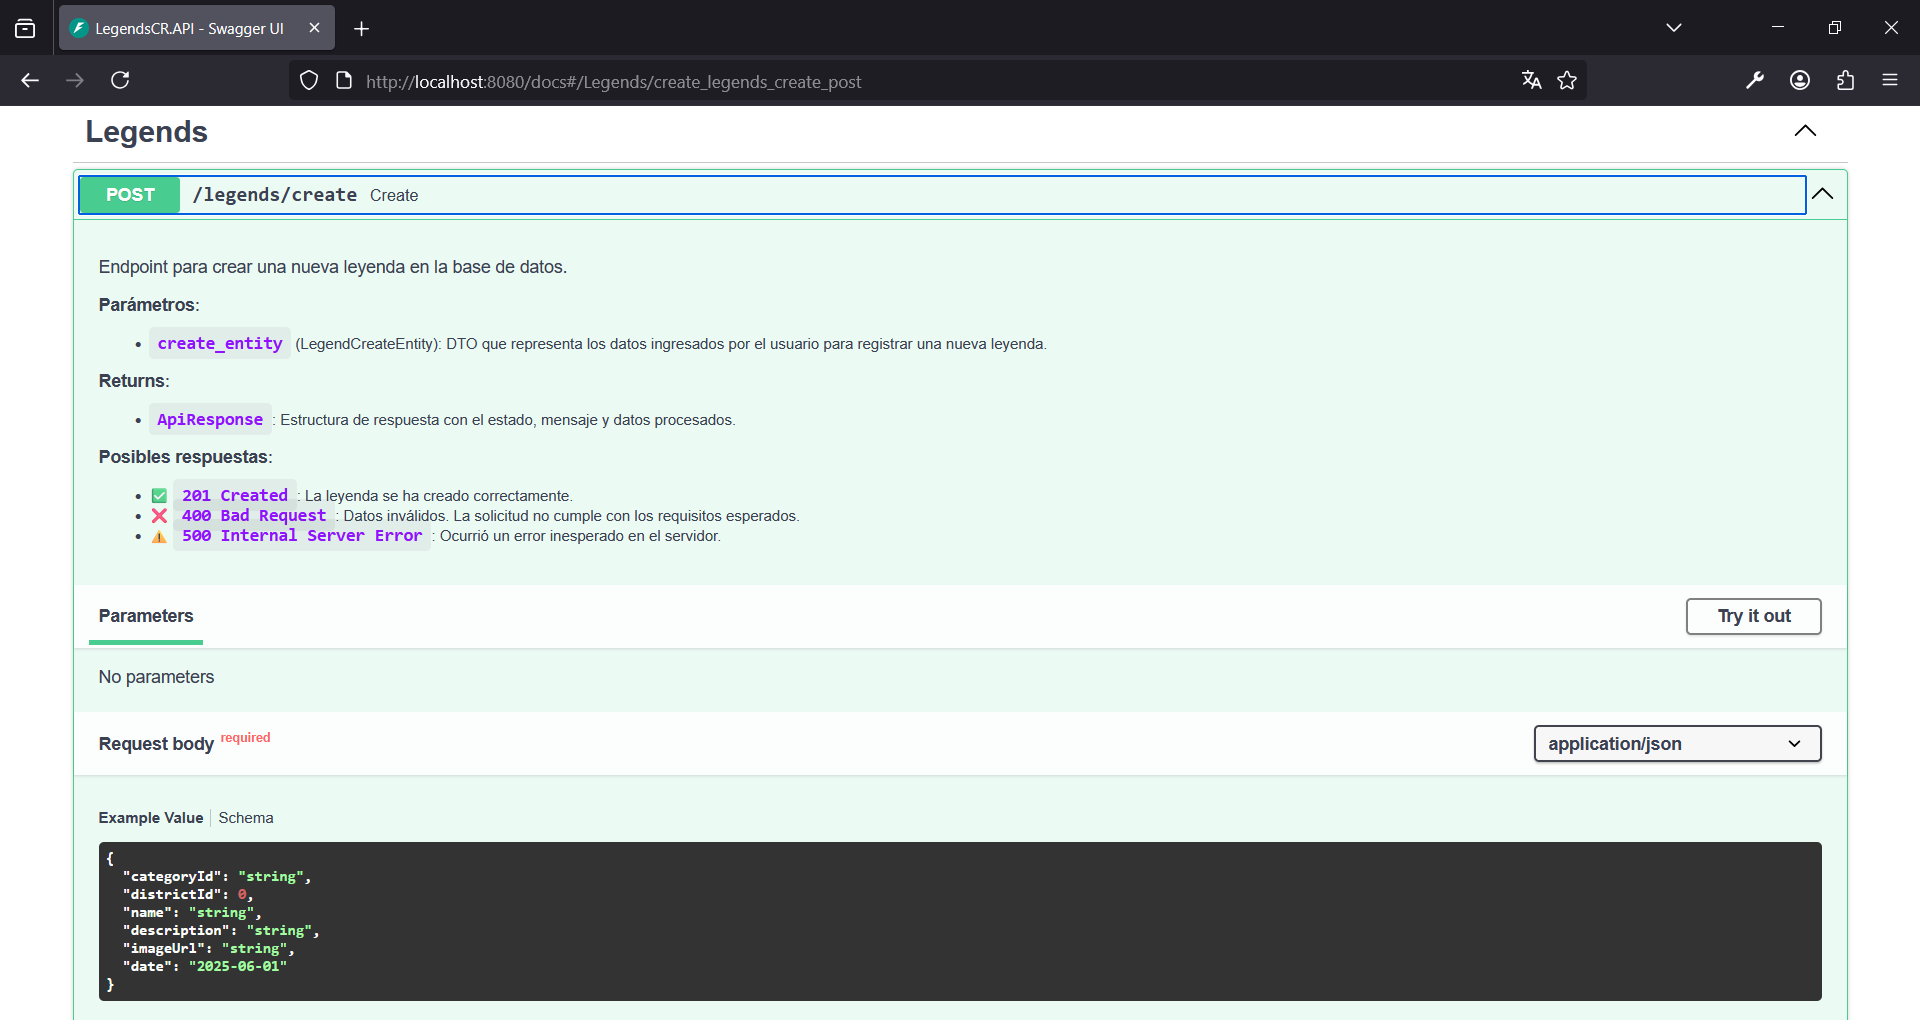 LegendsCR.API - Swagger UI
http://localhost:8080/docs#/Legends/create_legends_create_post
Legends
POST /legends/create Create
Endpoint para crear una nueva leyenda en la base de datos.
Parámetros:
• create_entity (LegendCreateEntity): DTO que representa los datos ingresados por el usuario para registrar una nueva leyenda.
Returns:
• ApiResponse : Estructura de respuesta con el estado, mensaje y datos procesados.
Posibles respuestas:
• ✅ 201 Created : La leyenda se ha creado correctamente.
• ❌ 400 Bad Request : Datos inválidos. La solicitud no cumple con los requisitos esperados.
• ⚠️ 500 Internal Server Error : Ocurrió un error inesperado en el servidor.
Parameters
Try it out
No parameters
Request body required
application/json
Example Value Schema
{
"categoryId": "string",
"districtId": 0,
"name": "string",
"description": "string",
"imageUrl": "string",
"date": "2025-06-01"
}